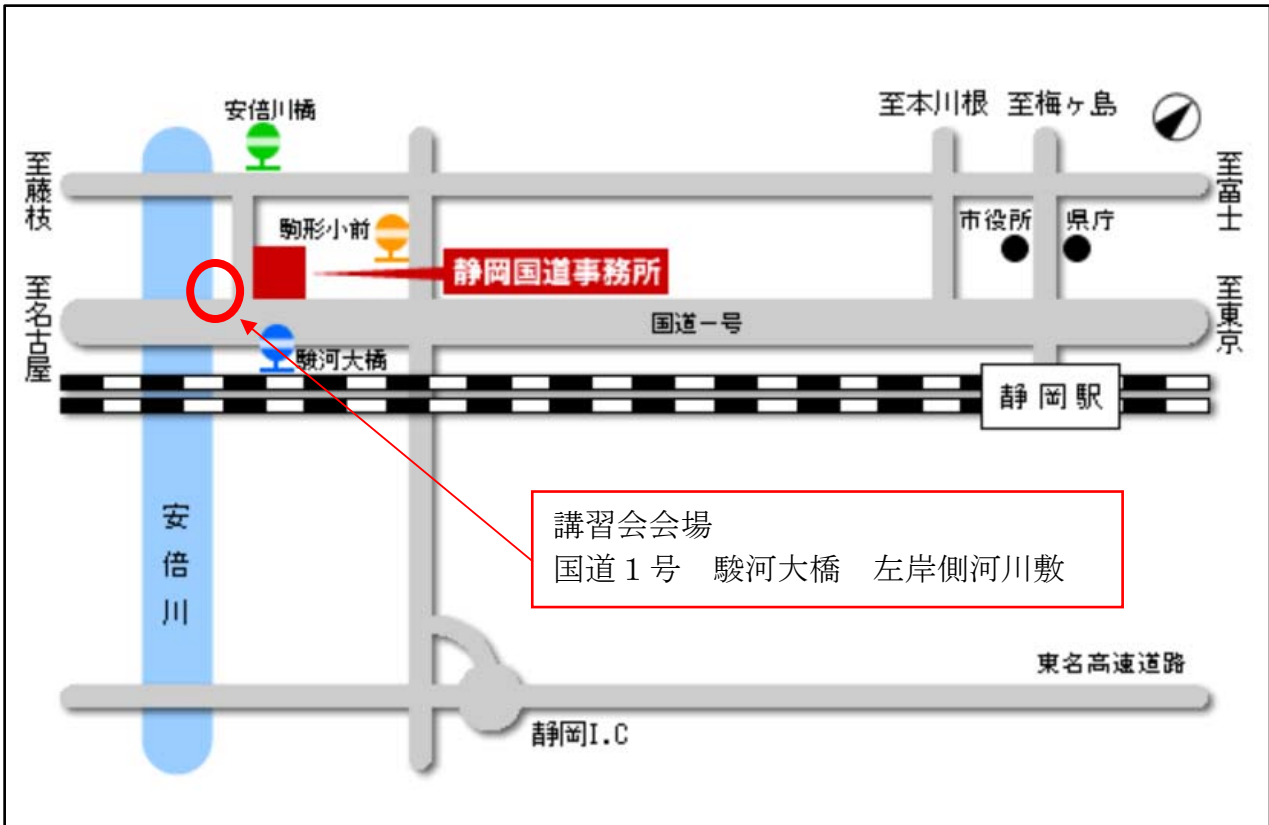 安倍川橋
至本川根
至梅ヶ島
至藤枝
至富士
駒形小前
市役所
県庁
静岡国道事務所
至名古屋
国道一号
至東京
駿河大橋
静岡駅
安倍川
講習会会場
国道１号　駿河大橋　左岸側河川敷
東名高速道路
静岡I.C